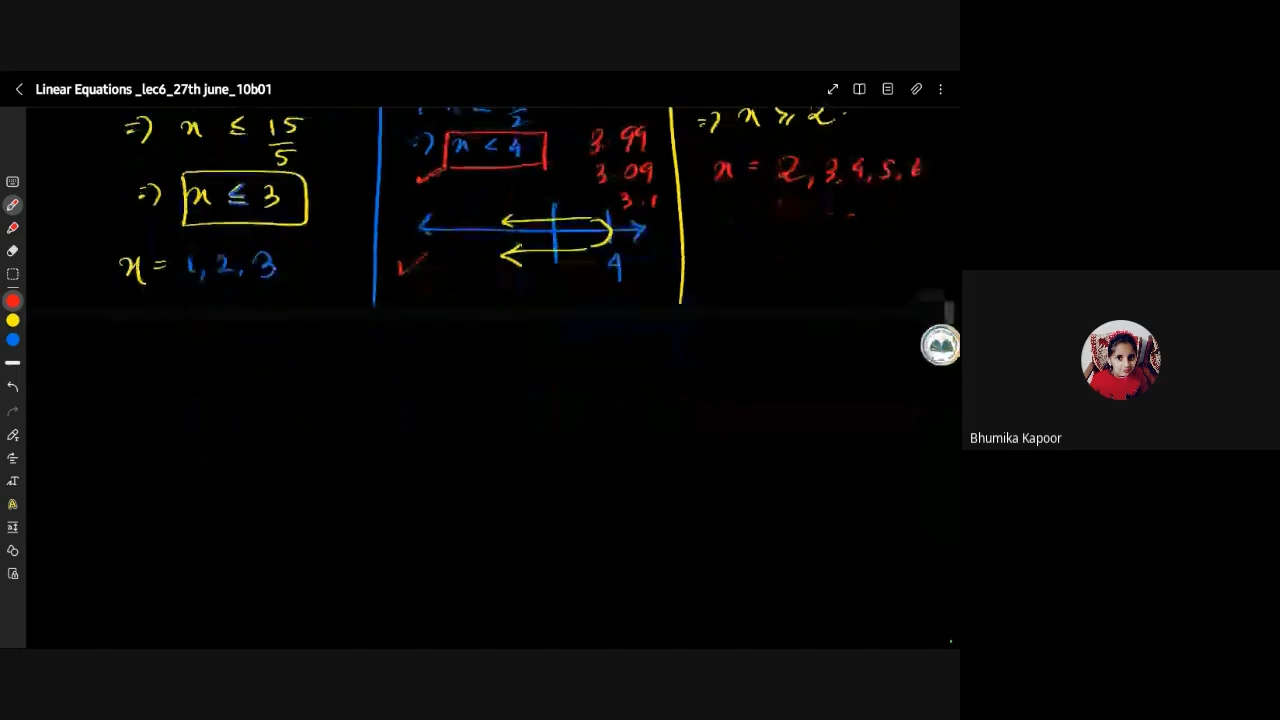 Linear Equations _lec6_27th june_10b01
=> x ≤ 15/5
=> x ≤ 3
x = 1, 2, 3
2
=> x < 4
3.99
3.09
3.1
4
=> x ≥ 2.
x = 2, 3, 4, 5, 6
Bhumika Kapoor